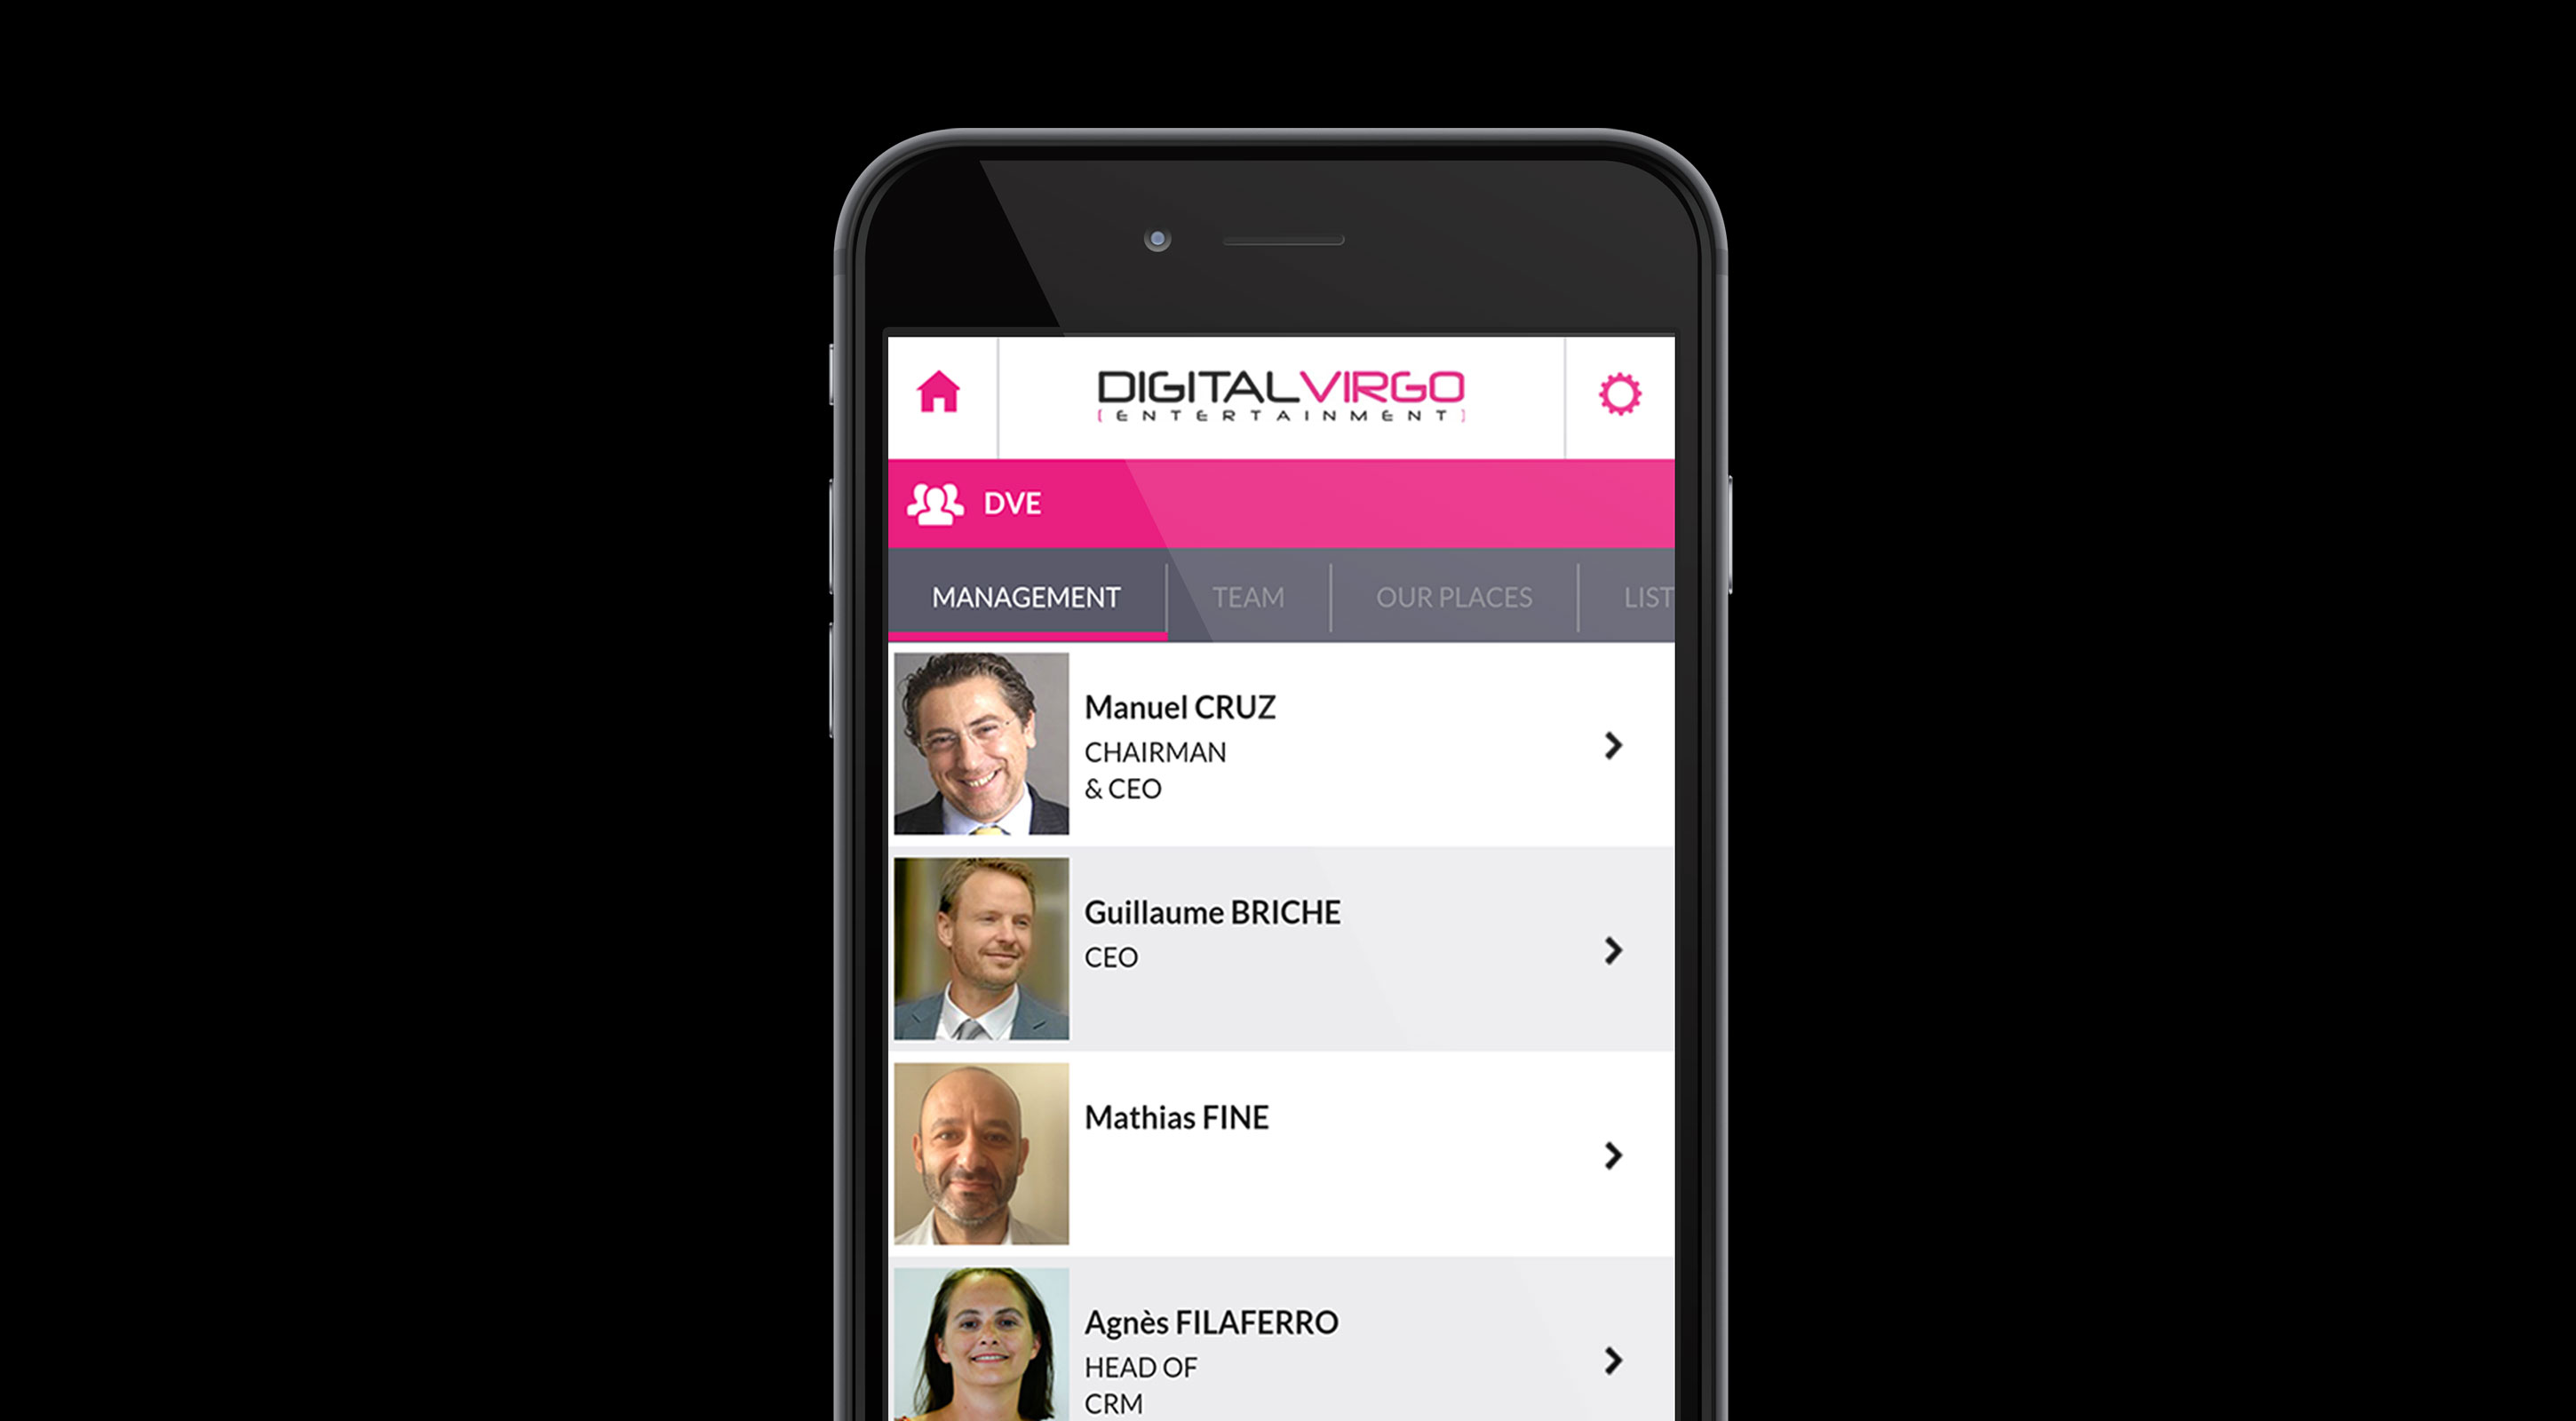 DIGITALVIRGO
[ENTERTAINMENT]
DVE
MANAGEMENT TEAM OUR PLACES LIST
Manuel CRUZ
CHAIRMAN
& CEO
Guillaume BRICHE
CEO
Mathias FINE
Agnès FILAFERRO
HEAD OF
CRM